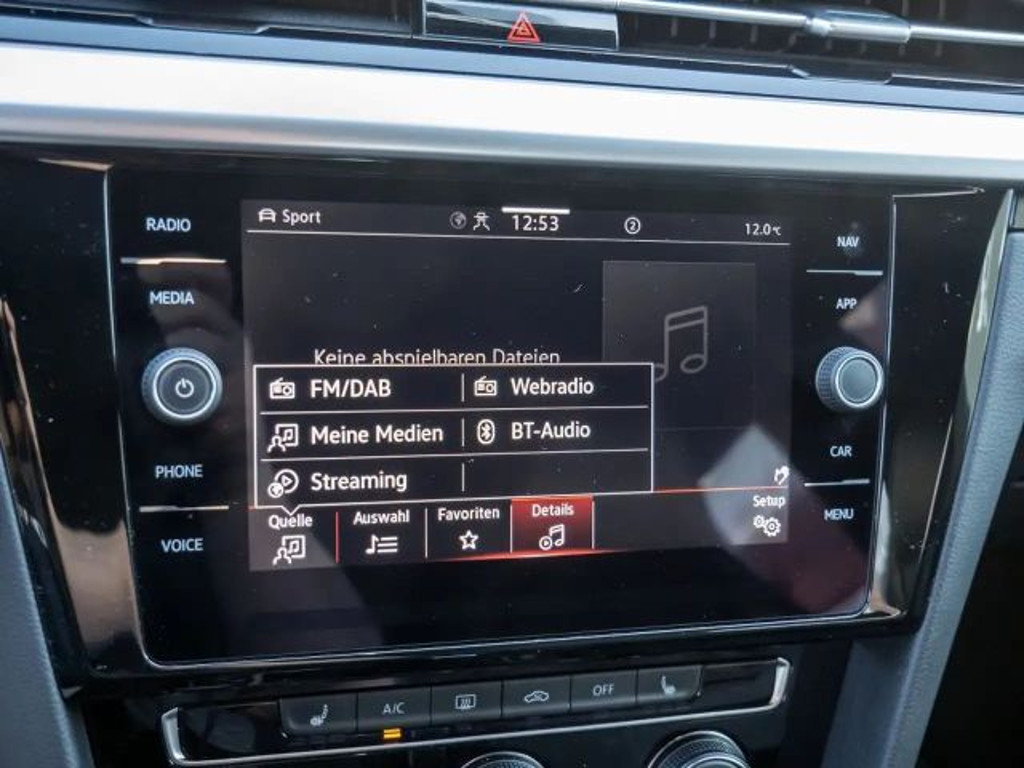 RADIO
MEDIA
PHONE
VOICE
Sport
12:53
2
12.0°C
Keine abspielbaren Dateien
FM/DAB
Webradio
Meine Medien
BT-Audio
Streaming
Quelle
Auswahl
Favoriten
Details
Setup
NAV
APP
CAR
MENU
A/C
OFF